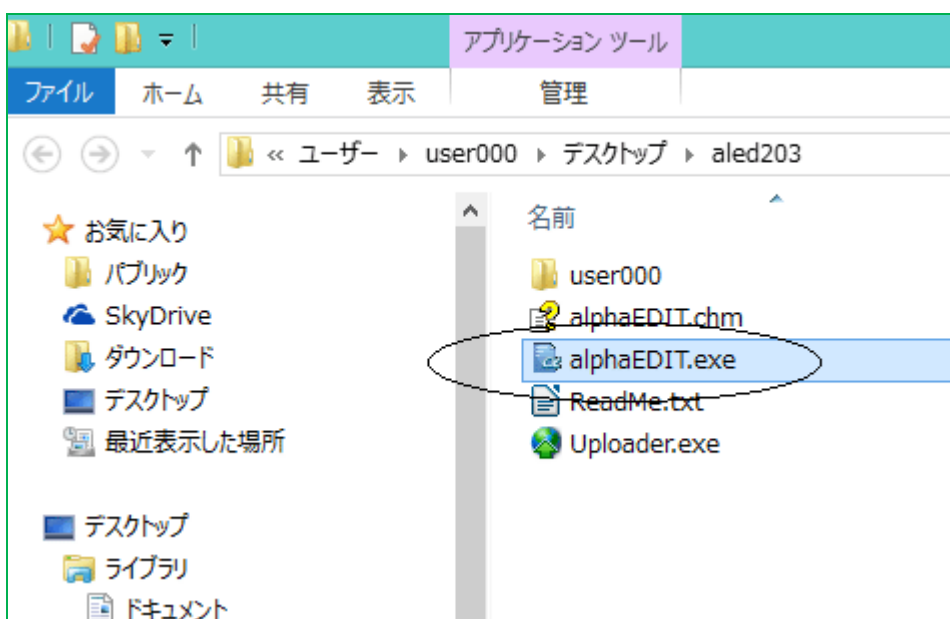 アプリケーション ツール
ファイル ホーム 共有 表示 管理
« ユーザー ▸ user000 ▸ デスクトップ ▸ aled203
お気に入り
パブリック
SkyDrive
ダウンロード
デスクトップ
最近表示した場所
デスクトップ
ライブラリ
ドキュメント
名前
user000
alphaEDIT.chm
alphaEDIT.exe
ReadMe.txt
Uploader.exe